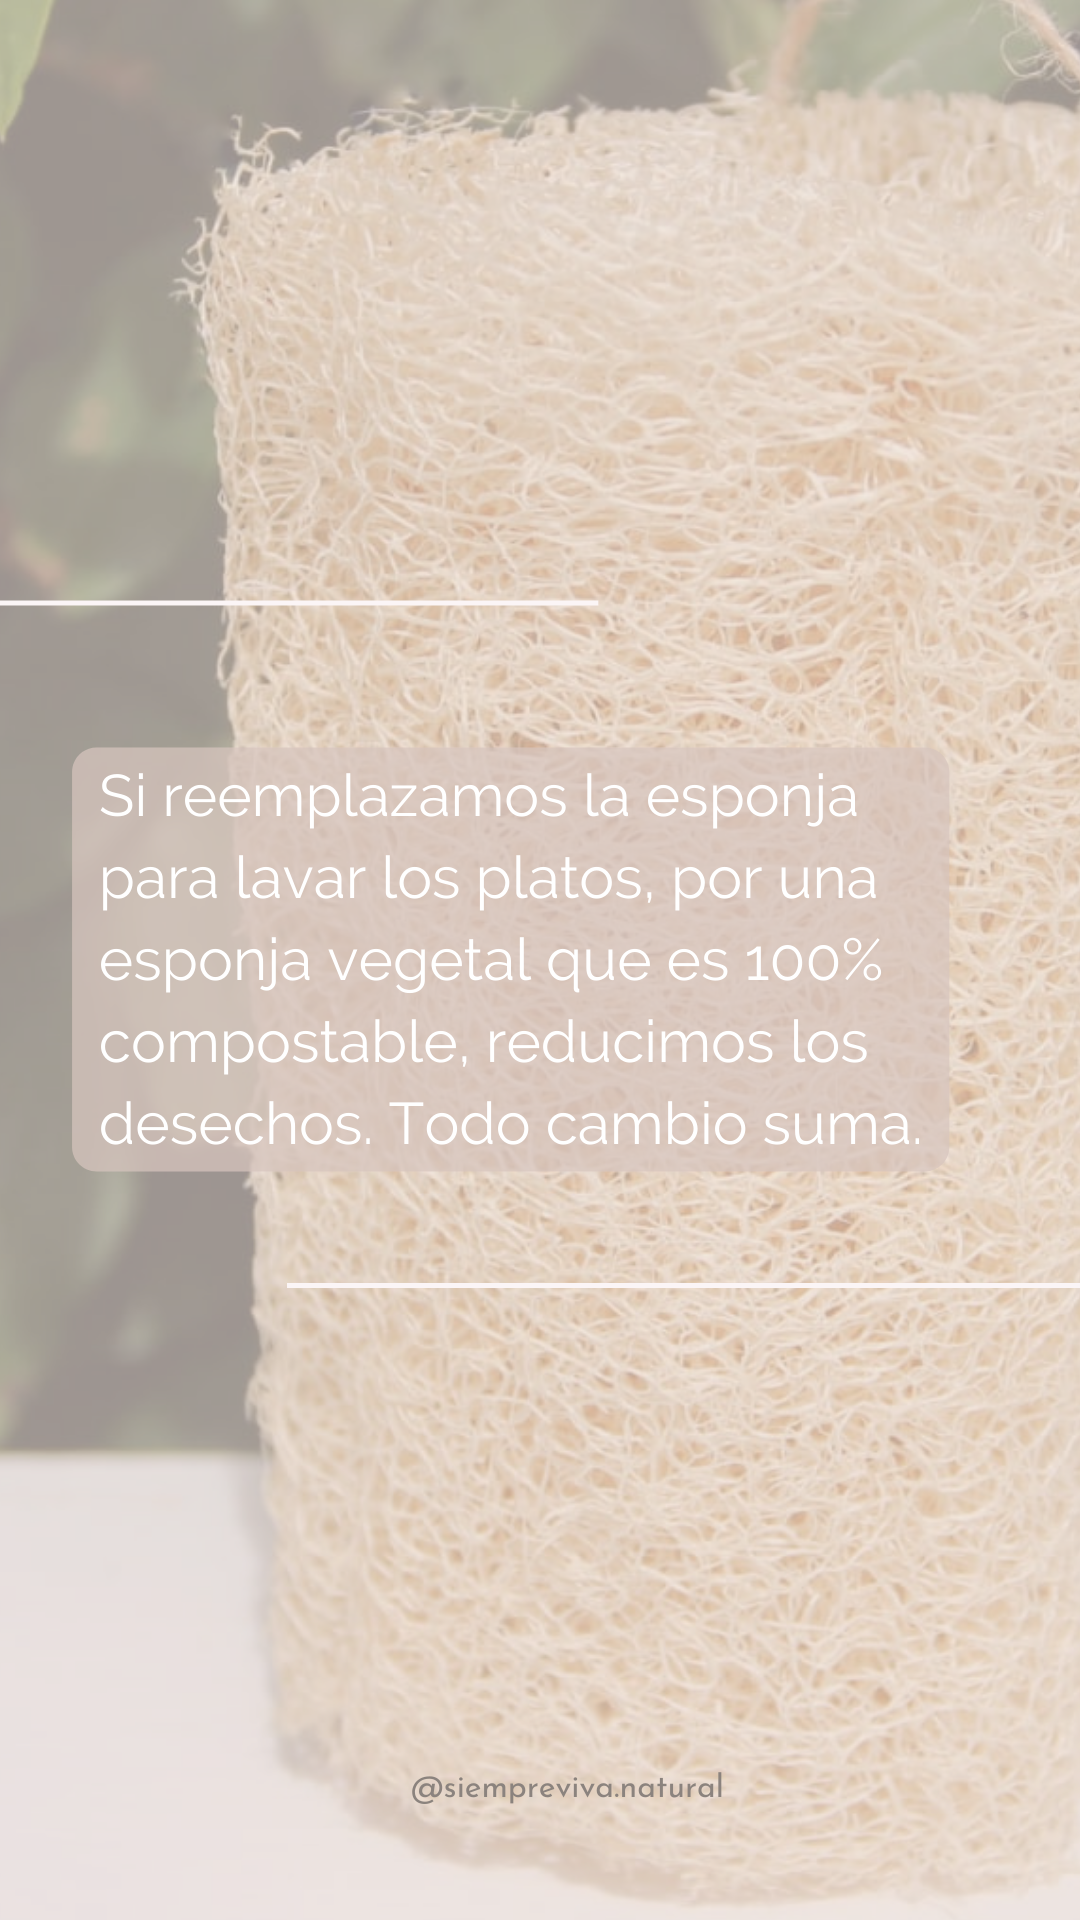 Si reemplazamos la esponja
para lavar los platos, por una
esponja vegetal que es 100%
compostable, reducimos los
desechos. Todo cambio suma.
@siempreviva.natural